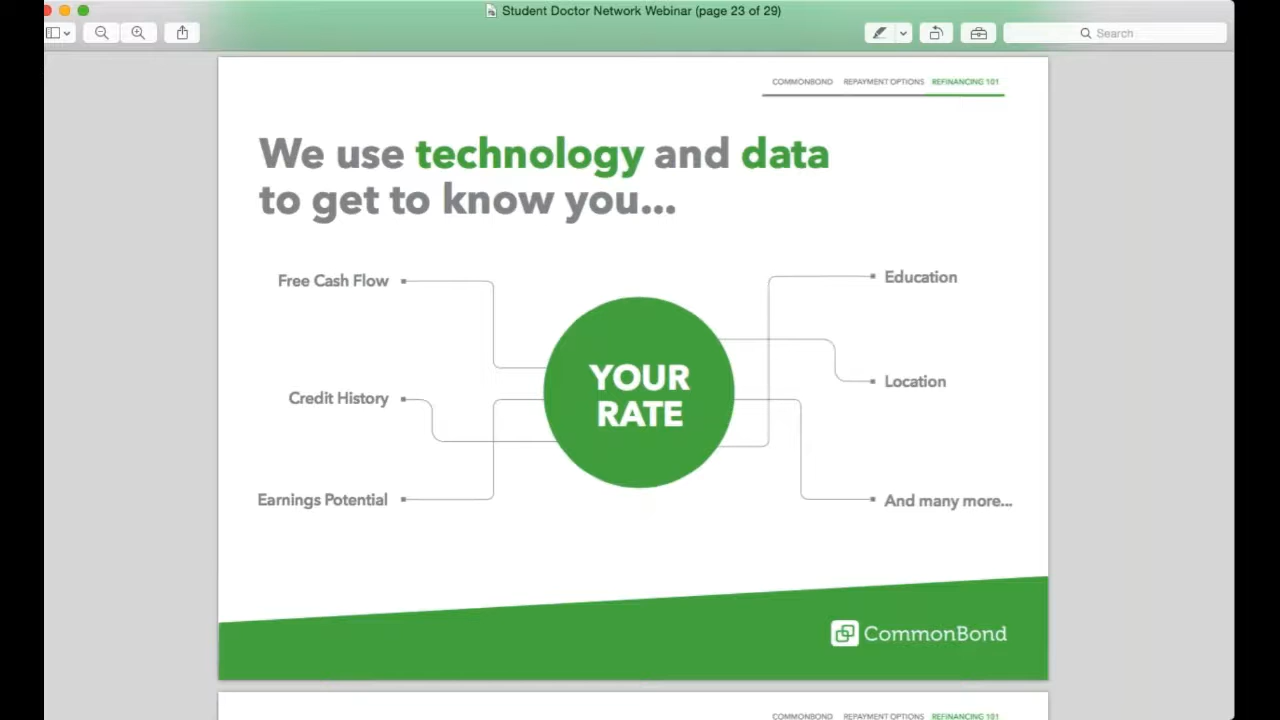 Student Doctor Network Webinar (page 23 of 29)
Search
COMMONBOND REPAYMENT OPTIONS REFINANCING 101
We use technology and data
to get to know you...
Free Cash Flow
Education
YOUR
RATE
Location
Credit History
Earnings Potential
And many more...
CommonBond
COMMONBOND REPAYMENT OPTIONS REFINANCING 101